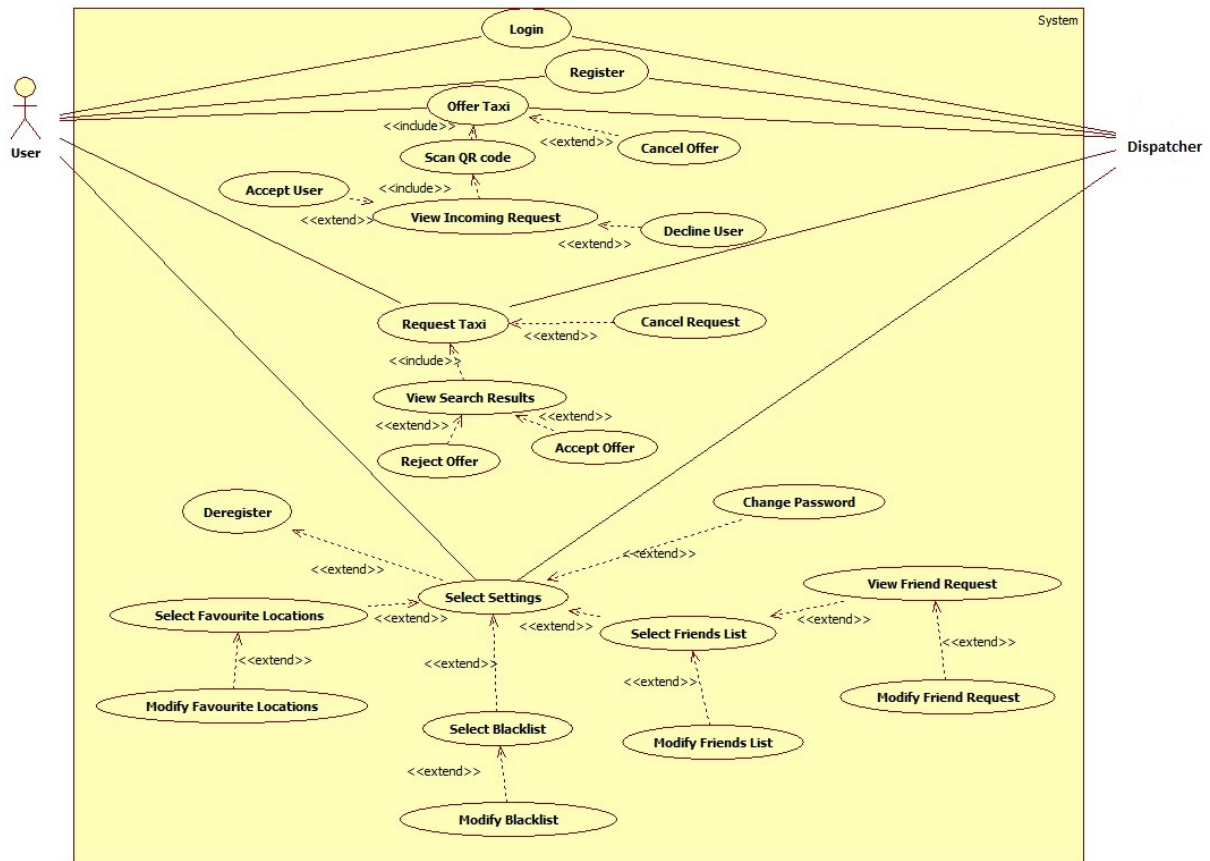 System
Login
Register
Offer Taxi
<<include>>
<<extend>>
Cancel Offer
User
Dispatcher
Scan QR code
Accept User
<<include>>
<<extend>>
View Incoming Request
Decline User
<<extend>>
Request Taxi
Cancel Request
<<extend>>
<<include>>
View Search Results
<<extend>>
<<extend>>
Reject Offer
Accept Offer
Deregister
Change Password
<<extend>>
<<extend>>
View Friend Request
Select Settings
Select Favourite Locations
<<extend>>
<<extend>>
Select Friends List
<<extend>>
<<extend>>
<<extend>>
<<extend>>
<<extend>>
Modify Favourite Locations
Modify Friend Request
Select Blacklist
Modify Friends List
<<extend>>
Modify Blacklist